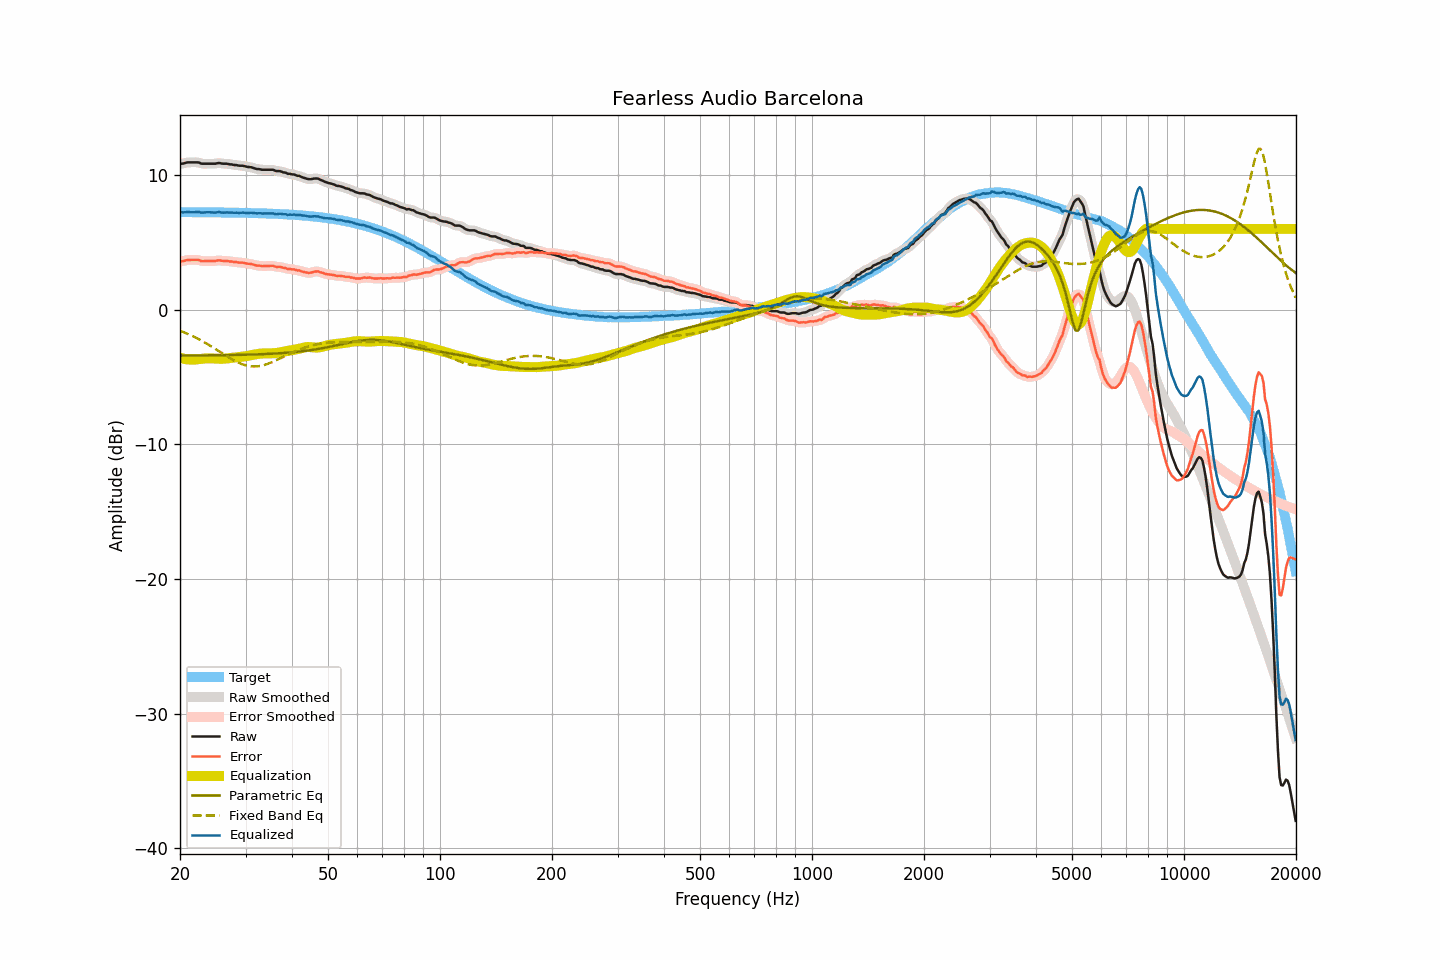 Fearless Audio Barcelona
Amplitude (dBr)
10
0
−10
−20
−30
−40
Target
Raw Smoothed
Error Smoothed
Raw
Error
Equalization
Parametric Eq
Fixed Band Eq
Equalized
20 50 100 200 500 1000 2000 5000 10000 20000
Frequency (Hz)